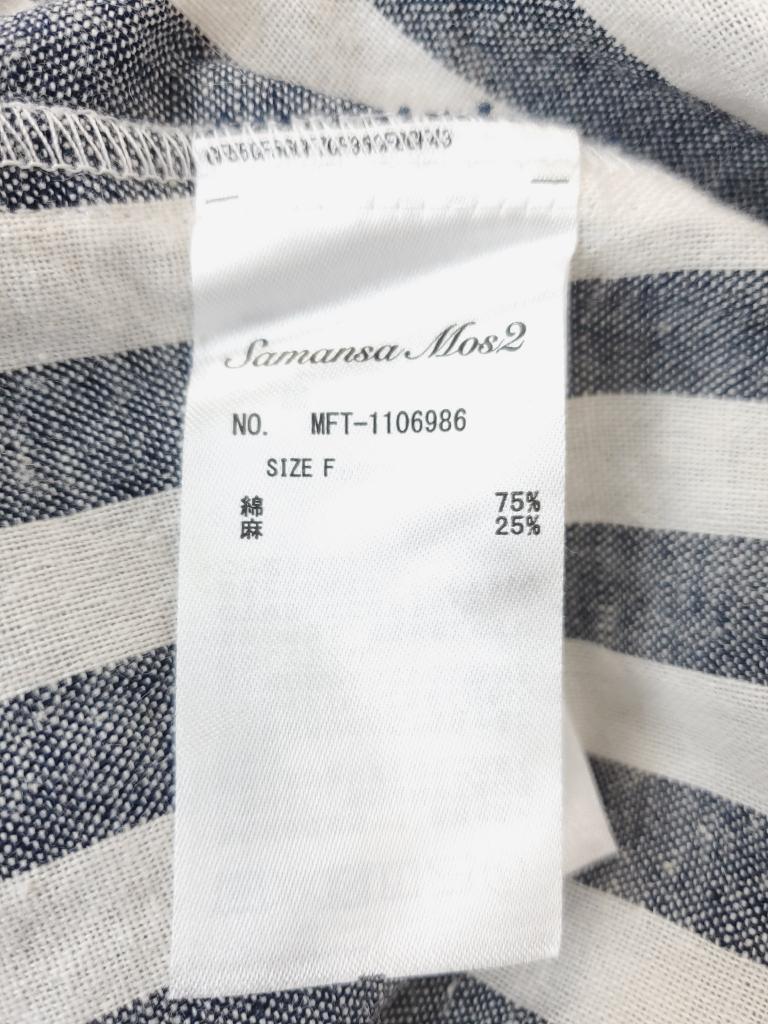 Samansa Mos2
NO. MFT-1106986
SIZE F
綿 75%
麻 25%